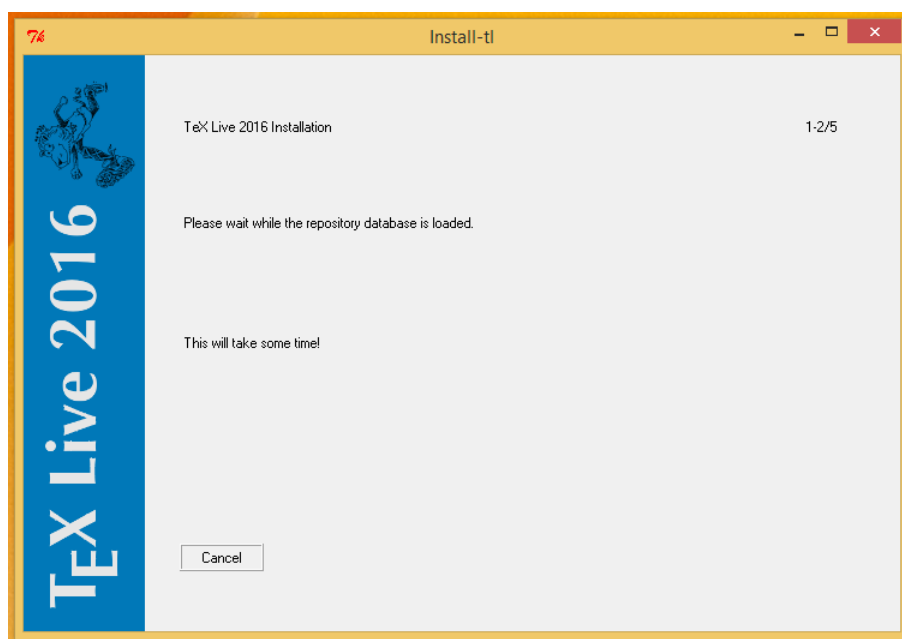 7k Install-tl
TeX Live 2016 Installation 1-2/5
Please wait while the repository database is loaded.
This will take some time!
Cancel
TEX Live 2016